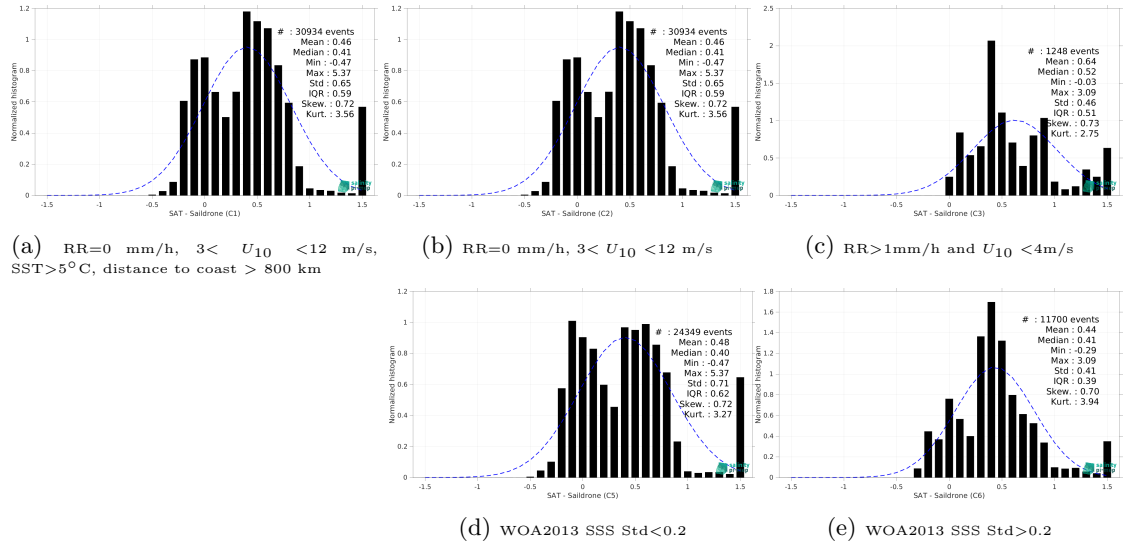 1.2
1
0.8
0.6
0.4
0.2
0
Normalized histogram
# : 30934 events
Mean : 0.46
Median : 0.41
Min : -0.47
Max : 5.37
Std : 0.65
IQR : 0.59
Skew. : 0.72
Kurt. : 3.56
-1.5 -1 -0.5 0 0.5 1 1.5
SAT - Saildrone (C1)
(a) RR=0 mm/h, 3< U10 <12 m/s,
SST>5°C, distance to coast > 800 km
1.2
1
0.8
0.6
0.4
0.2
0
Normalized histogram
# : 30934 events
Mean : 0.46
Median : 0.41
Min : -0.47
Max : 5.37
Std : 0.65
IQR : 0.59
Skew. : 0.72
Kurt. : 3.56
-1.5 -1 -0.5 0 0.5 1 1.5
SAT - Saildrone (C2)
(b) RR=0 mm/h, 3< U10 <12 m/s
2.5
2
1.5
1
0.5
0
Normalized histogram
# : 1248 events
Mean : 0.64
Median : 0.52
Min : -0.03
Max : 3.09
Std : 0.46
IQR : 0.51
Skew. : 0.73
Kurt. : 2.75
-1.5 -1 -0.5 0 0.5 1 1.5
SAT - Saildrone (C3)
(c) RR>1mm/h and U10 <4m/s
1.2
1
0.8
0.6
0.4
0.2
0
Normalized histogram
# : 24349 events
Mean : 0.48
Median : 0.40
Min : -0.47
Max : 5.37
Std : 0.71
IQR : 0.62
Skew. : 0.72
Kurt. : 3.27
-1.5 -1 -0.5 0 0.5 1 1.5
SAT - Saildrone (C5)
(d) WOA2013 SSS Std<0.2
1.8
1.6
1.4
1.2
1
0.8
0.6
0.4
0.2
0
Normalized histogram
# : 11700 events
Mean : 0.44
Median : 0.41
Min : -0.29
Max : 3.09
Std : 0.41
IQR : 0.39
Skew. : 0.70
Kurt. : 3.94
-1.5 -1 -0.5 0 0.5 1 1.5
SAT - Saildrone (C6)
(e) WOA2013 SSS Std>0.2